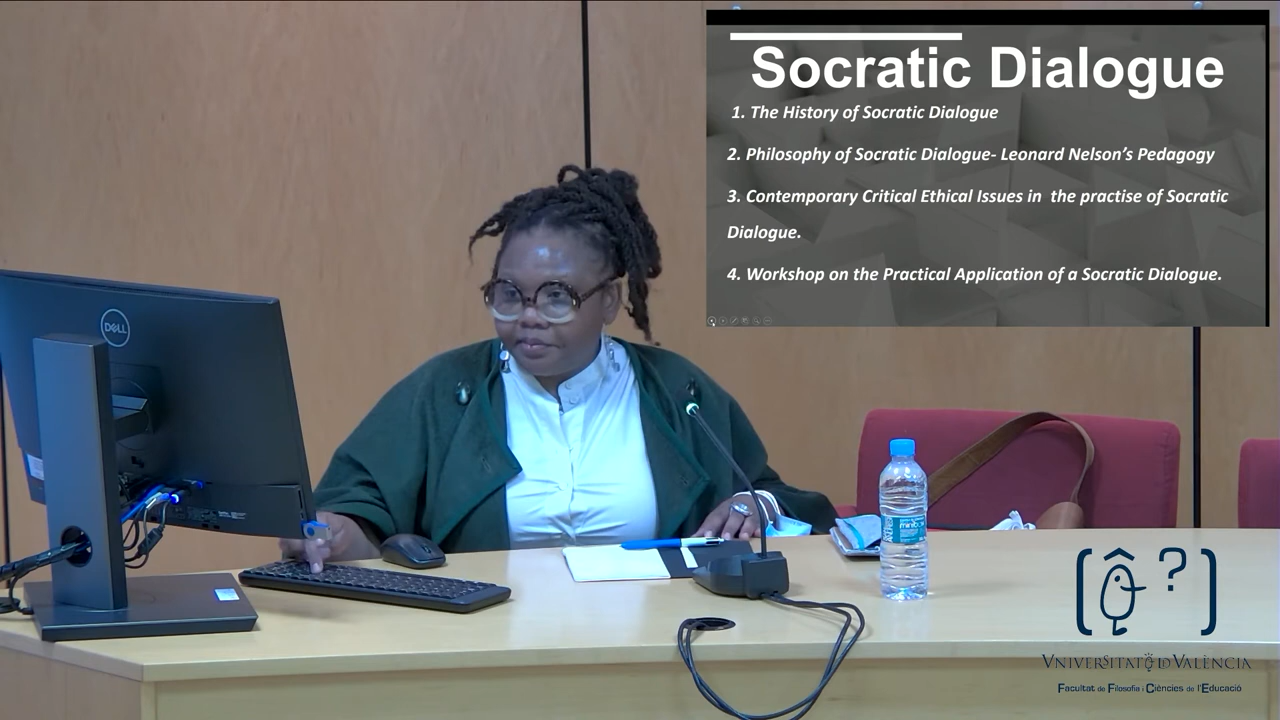 Socratic Dialogue
1. The History of Socratic Dialogue
2. Philosophy of Socratic Dialogue- Leonard Nelson's Pedagogy
3. Contemporary Critical Ethical Issues in the practise of Socratic
Dialogue.
4. Workshop on the Practical Application of a Socratic Dialogue.
DELL
?
VNIVERSITAT ID VALÈNCIA
Facultat de Filosofia i Ciències de l'Educació